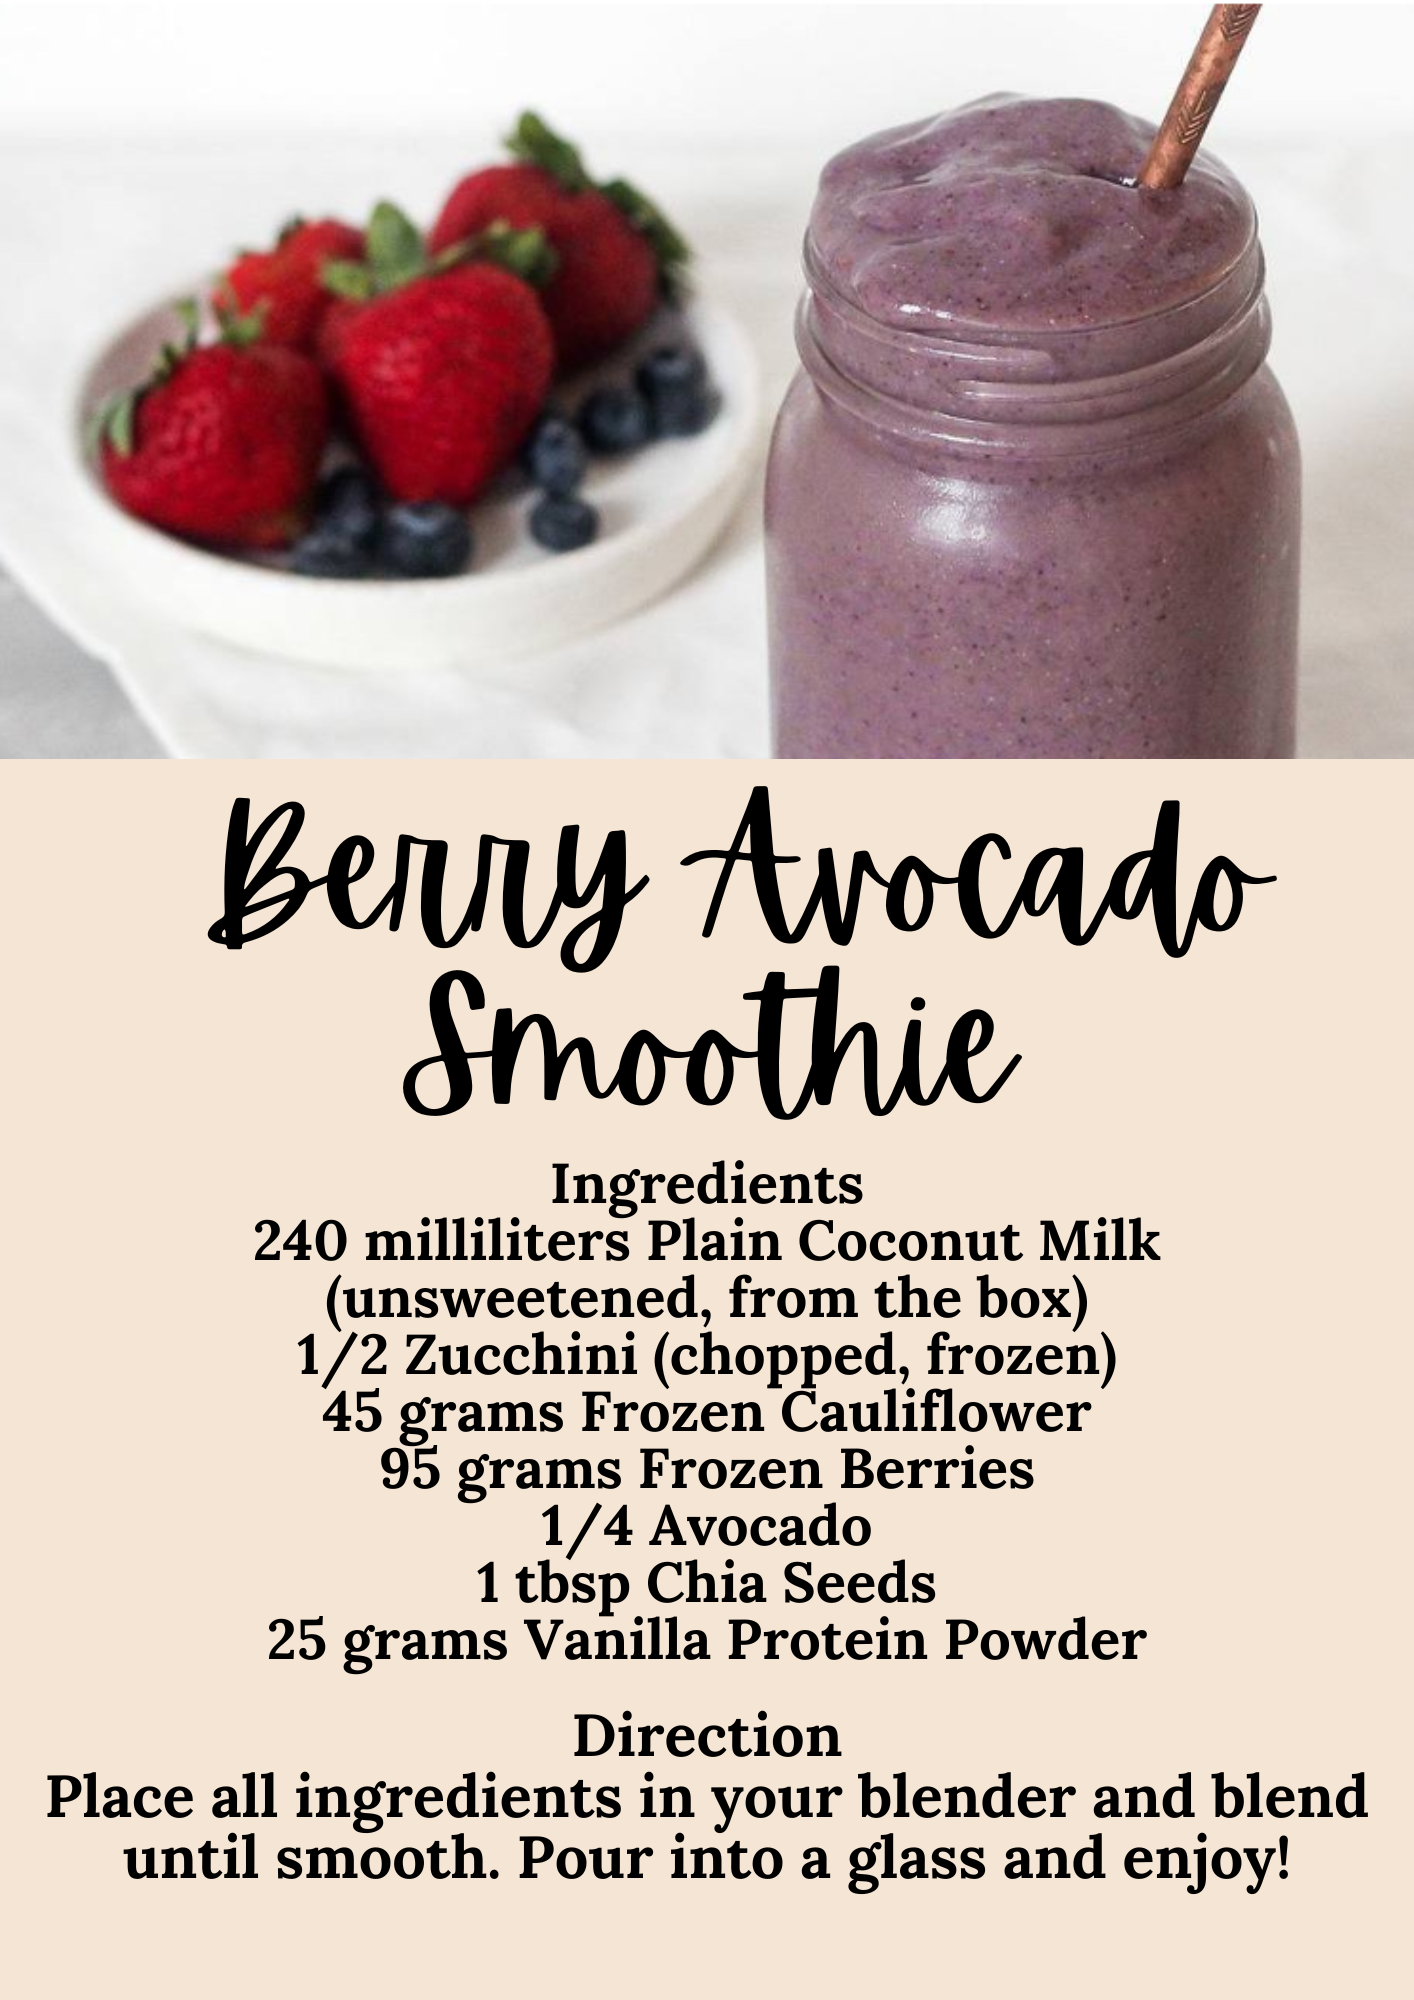 Berry Avocado
Smoothie
Ingredients
240 milliliters Plain Coconut Milk
(unsweetened, from the box)
1/2 Zucchini (chopped, frozen)
45 grams Frozen Cauliflower
95 grams Frozen Berries
1/4 Avocado
1 tbsp Chia Seeds
25 grams Vanilla Protein Powder
Direction
Place all ingredients in your blender and blend
until smooth. Pour into a glass and enjoy!